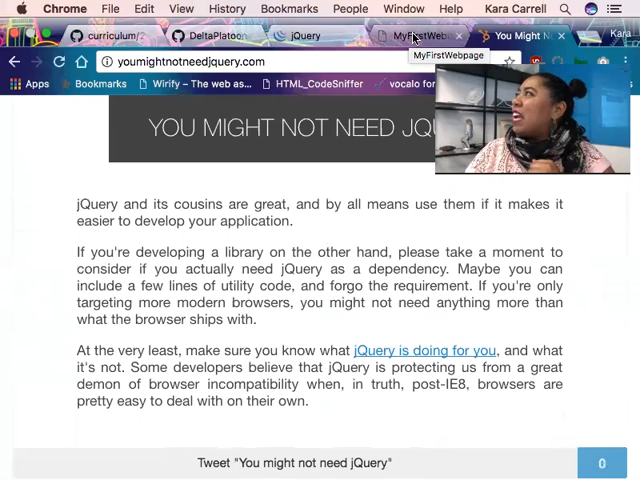 Chrome File Edit View History Bookmarks People Window Help Kara Carrell
curriculum/2 DeltaPlatoon jQuery MyFirstWebp You Might No Kara
youmightnotneedjquery.com
MyFirstWebpage
Apps Bookmarks Wirify – The web as... HTML_CodeSniffer vocalo for
YOU MIGHT NOT NEED JQU
jQuery and its cousins are great, and by all means use them if it makes it
easier to develop your application.
If you're developing a library on the other hand, please take a moment to
consider if you actually need jQuery as a dependency. Maybe you can
include a few lines of utility code, and forgo the requirement. If you're only
targeting more modern browsers, you might not need anything more than
what the browser ships with.
At the very least, make sure you know what jQuery is doing for you, and what
it's not. Some developers believe that jQuery is protecting us from a great
demon of browser incompatibility when, in truth, post-IE8, browsers are
pretty easy to deal with on their own.
Tweet "You might not need jQuery" 0